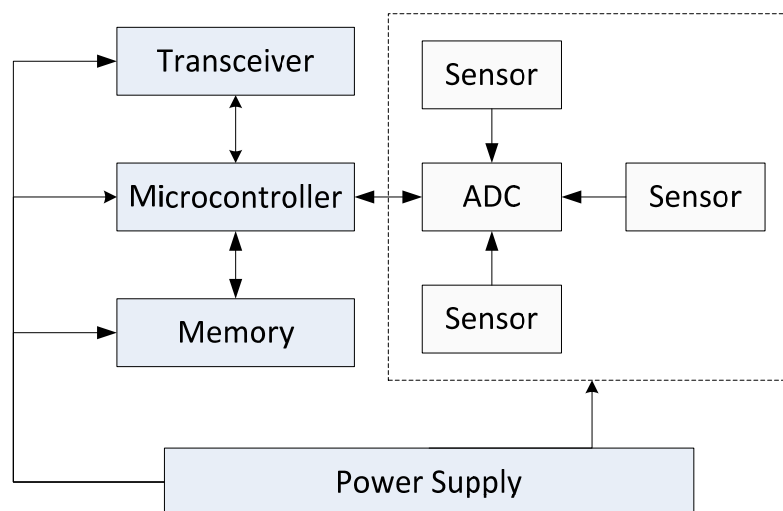 Transceiver
Sensor
Microcontroller
ADC
Sensor
Memory
Sensor
Power Supply